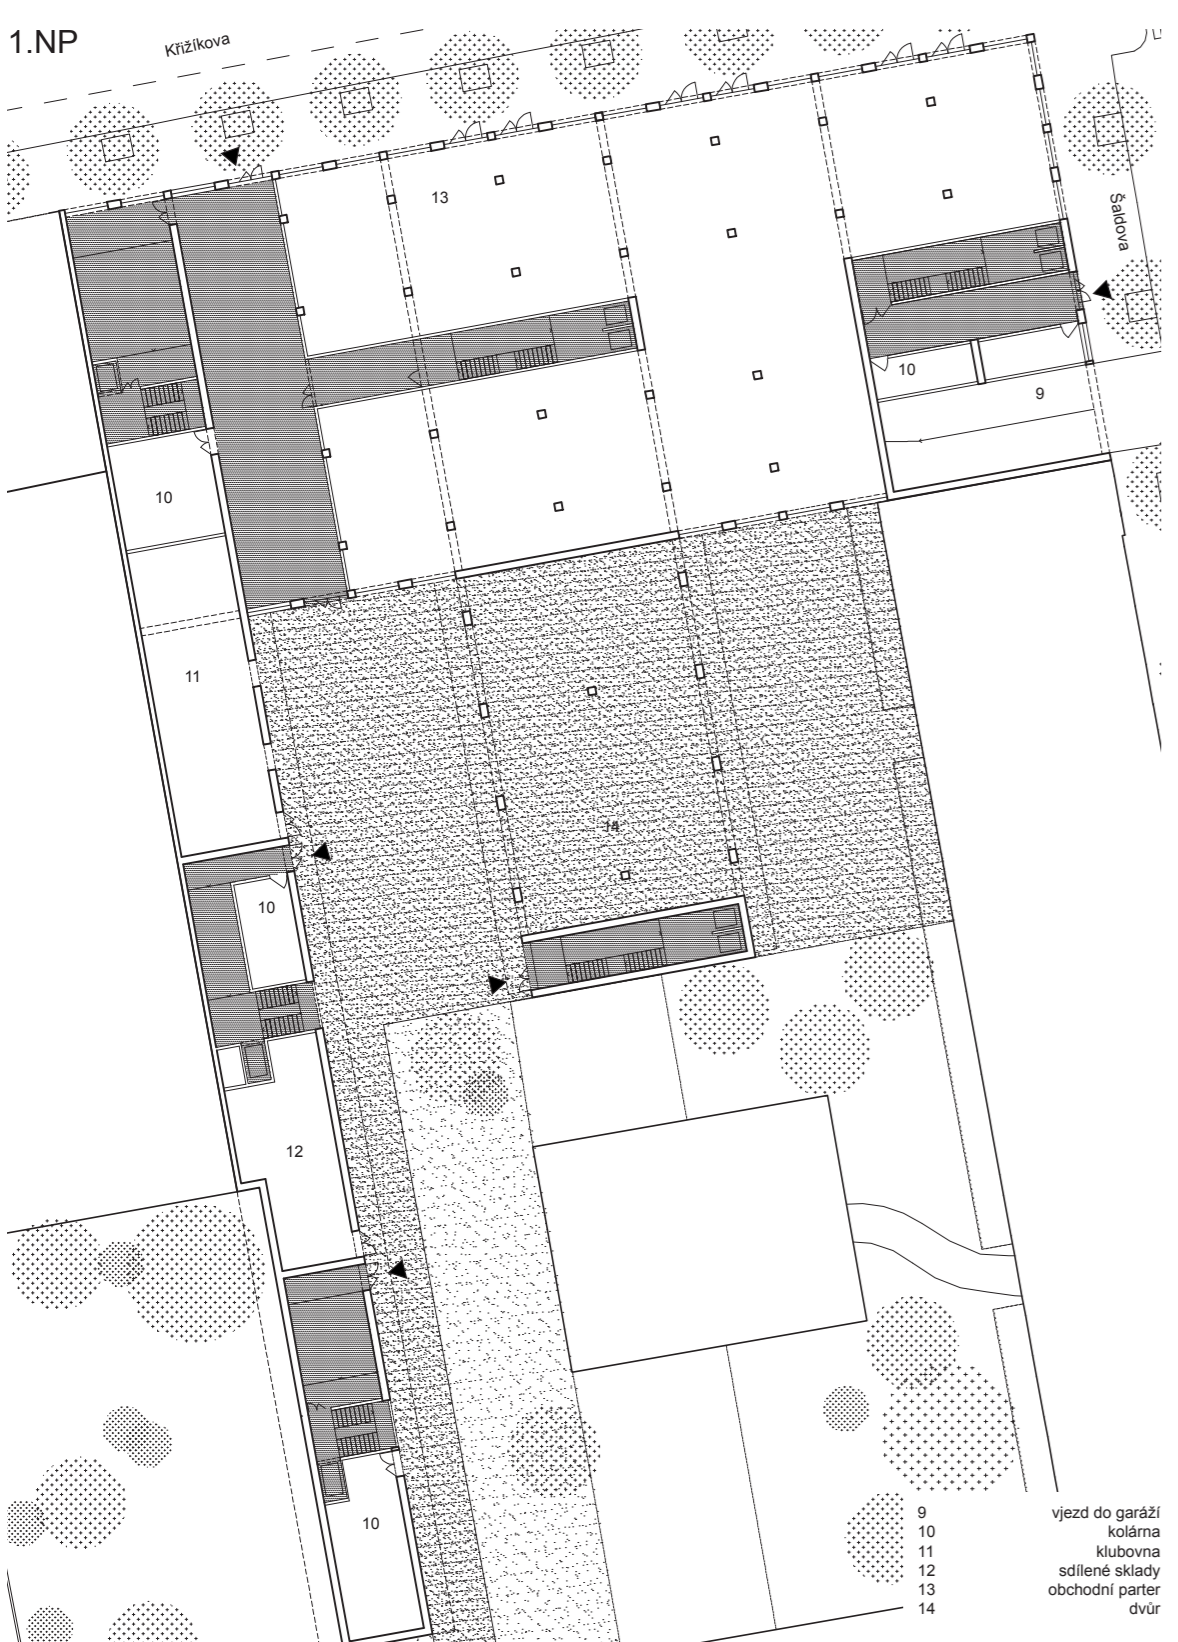 1.NP
Křižíkova
13
Šaldova
10
9
10
11
14
10
12
10
9 vjezd do garáží
10 kolárna
11 klubovna
12 sdílené sklady
13 obchodní parter
14 dvůr